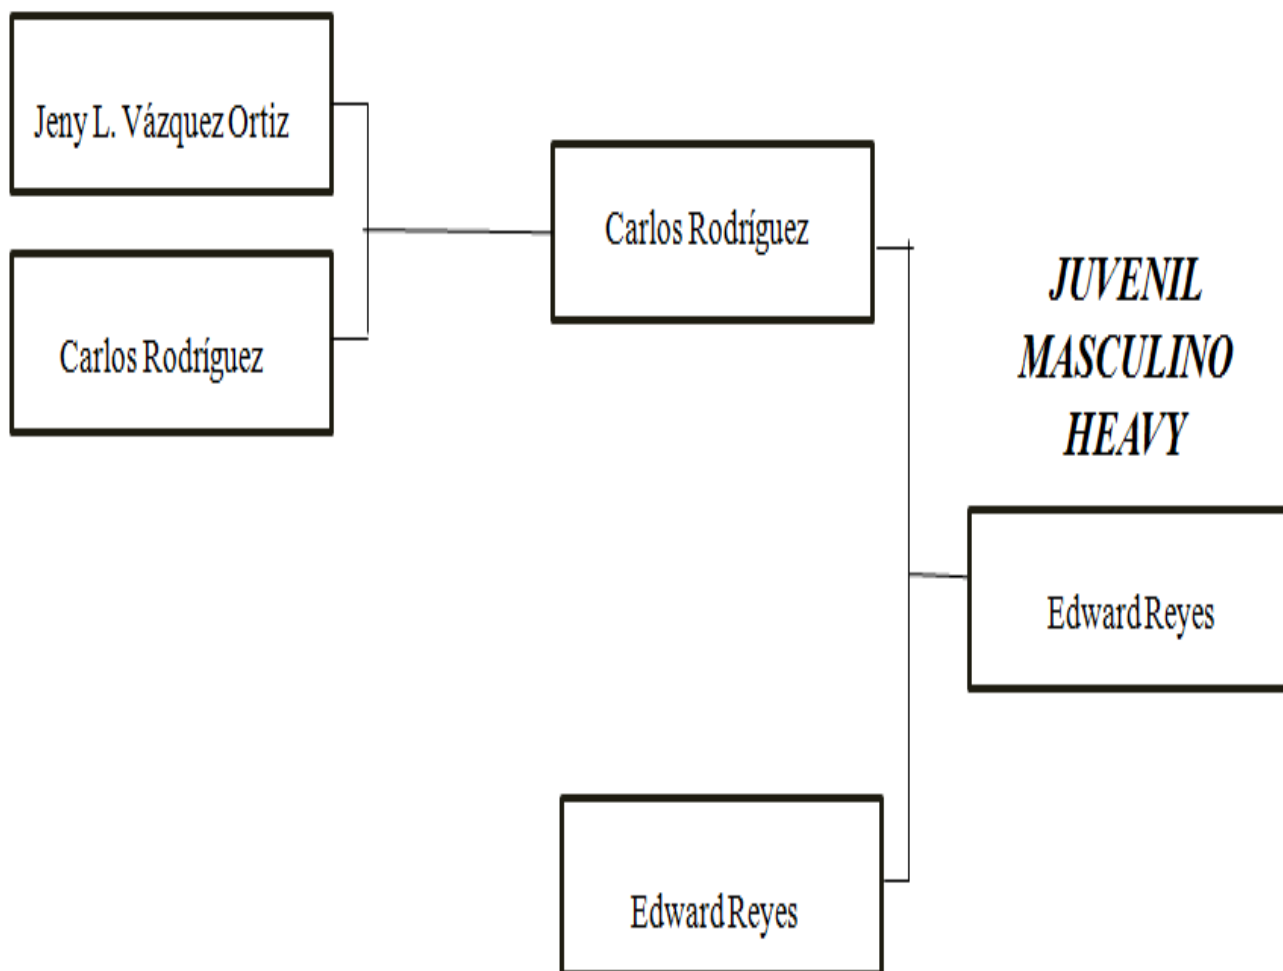 Jeny L. Vázquez Ortiz
Carlos Rodríguez
Carlos Rodríguez
JUVENIL
MASCULINO
HEAVY
Edward Reyes
Edward Reyes